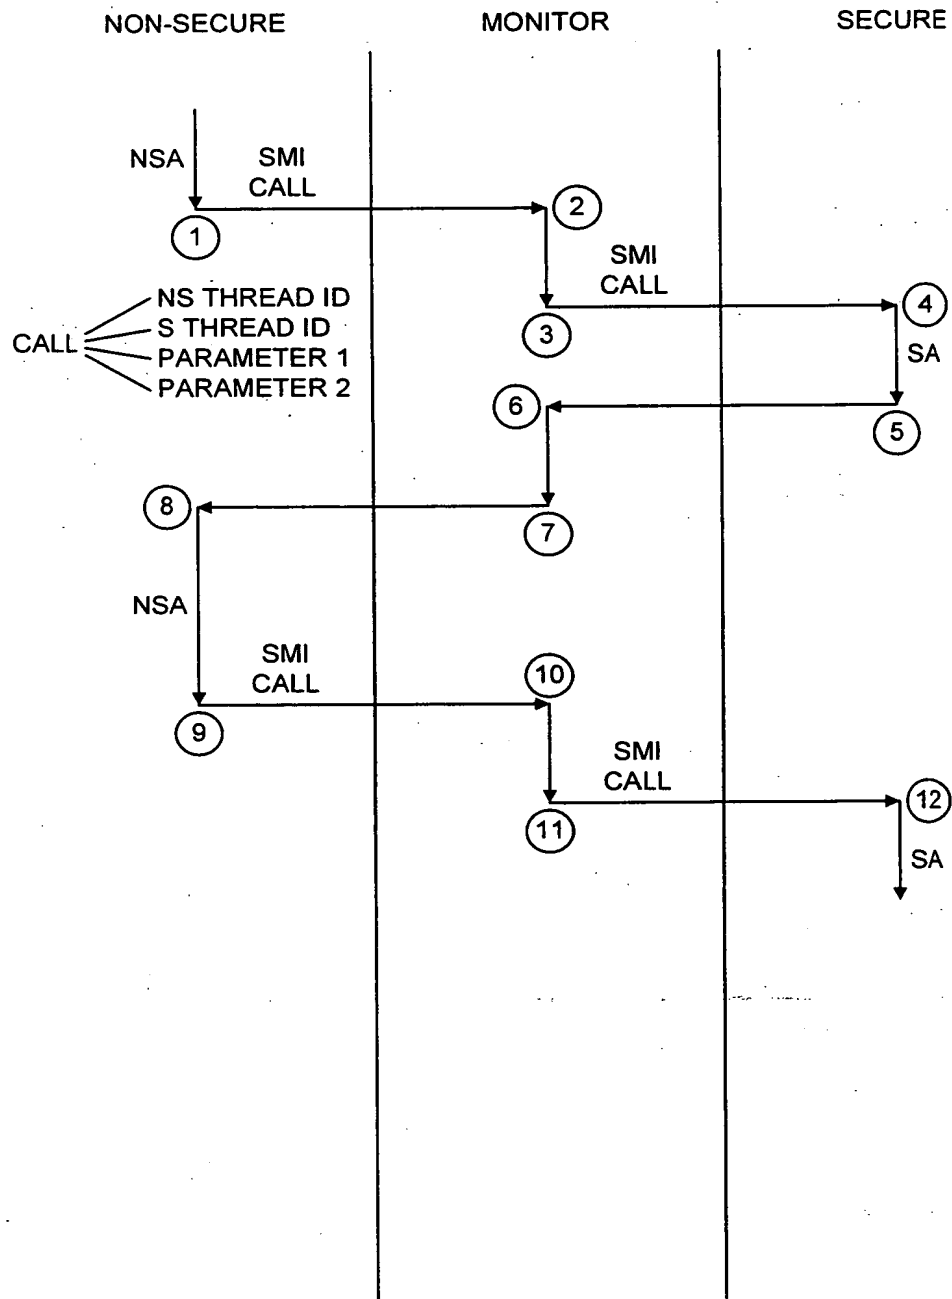 NON-SECURE
MONITOR
SECURE
NSA
SMI
CALL
1
2
SMI
CALL
3
4
CALL
NS THREAD ID
S THREAD ID
PARAMETER 1
PARAMETER 2
SA
6
5
8
7
NSA
SMI
CALL
10
9
SMI
CALL
11
12
SA